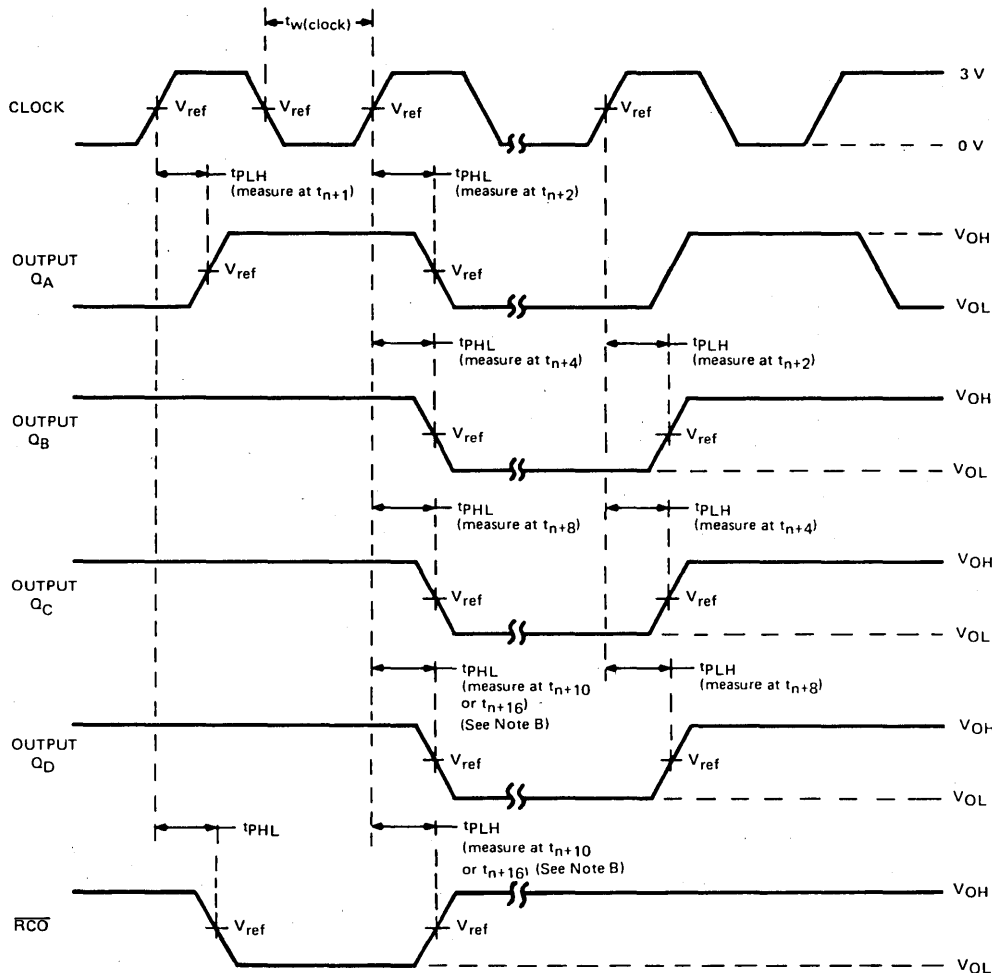 tw(clock)
3 V
CLOCK
Vref
Vref
Vref
Vref
0 V
tPLH
(measure at tn+1)
tPHL
(measure at tn+2)
VOH
OUTPUT
QA
Vref
Vref
VOL
tPHL
(measure at tn+4)
tPLH
(measure at tn+2)
VOH
OUTPUT
QB
Vref
Vref
VOL
tPHL
(measure at tn+8)
tPLH
(measure at tn+4)
VOH
OUTPUT
QC
Vref
Vref
VOL
tPHL
(measure at tn+10
or tn+16)
(See Note B)
tPLH
(measure at tn+8)
VOH
OUTPUT
QD
Vref
Vref
VOL
tPHL
tPLH
(measure at tn+10
or tn+16) (See Note B)
VOH
RCO
Vref
Vref
VOL